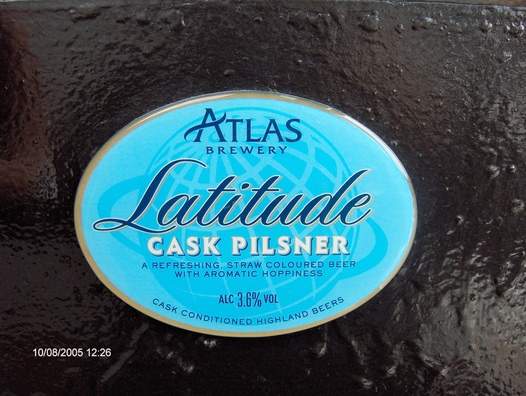 ATLAS
BREWERY
Latitude
CASK PILSNER
A REFRESHING, STRAW COLOURED BEER
WITH AROMATIC HOPPINESS
ALC 3.6% VOL
CASK CONDITIONED HIGHLAND BEERS
10/08/2005 12:26